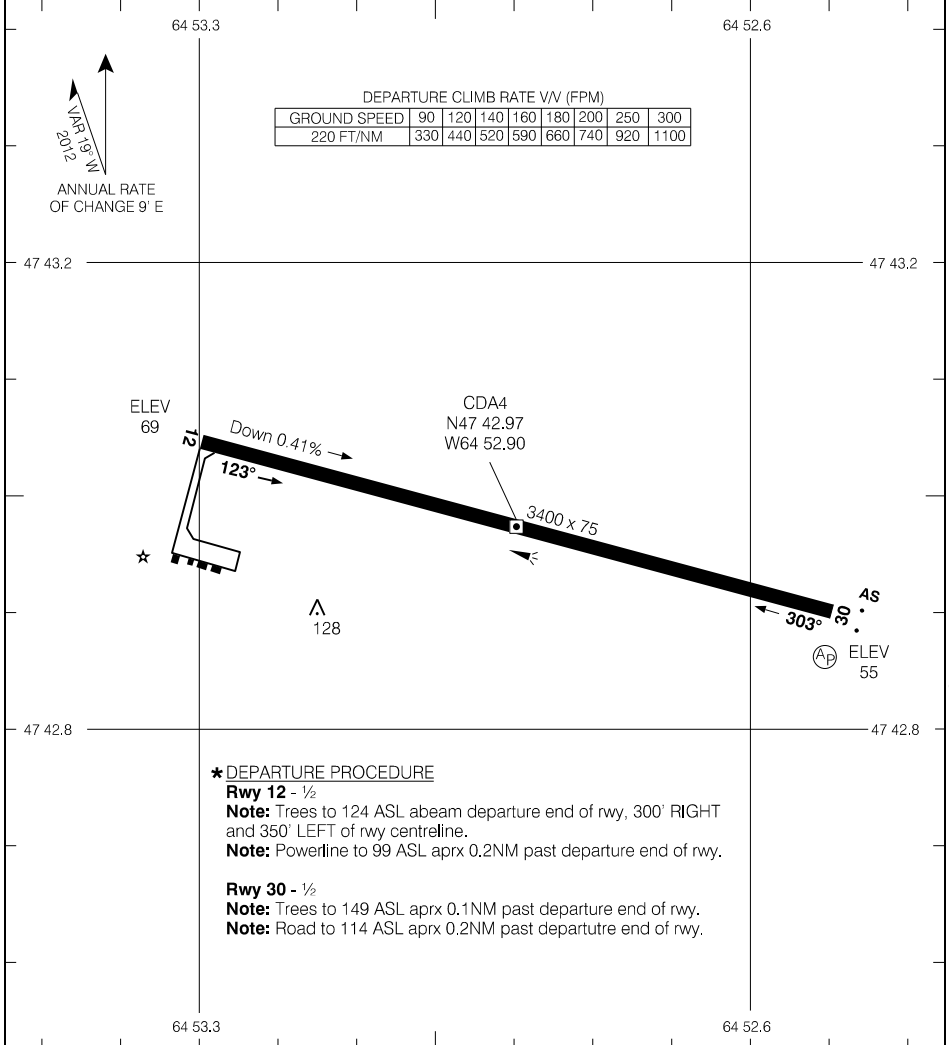 64 53.3
64 52.6
VAR 19° W
2012
ANNUAL RATE
OF CHANGE 9' E
DEPARTURE CLIMB RATE V/V (FPM)
GROUND SPEED 90 120 140 160 180 200 250 300
220 FT/NM 330 440 520 590 660 740 920 1100
47 43.2
47 43.2
ELEV
69
12
Down 0.41%
123°
CDA4
N47 42.97
W64 52.90
3400 x 75
128
303°
30
AS
AP
ELEV
55
47 42.8
47 42.8
* DEPARTURE PROCEDURE
Rwy 12 - ½
Note: Trees to 124 ASL abeam departure end of rwy, 300' RIGHT
and 350' LEFT of rwy centreline.
Note: Powerline to 99 ASL aprx 0.2NM past departure end of rwy.
Rwy 30 - ½
Note: Trees to 149 ASL aprx 0.1NM past departure end of rwy.
Note: Road to 114 ASL aprx 0.2NM past departutre end of rwy.
64 53.3
64 52.6